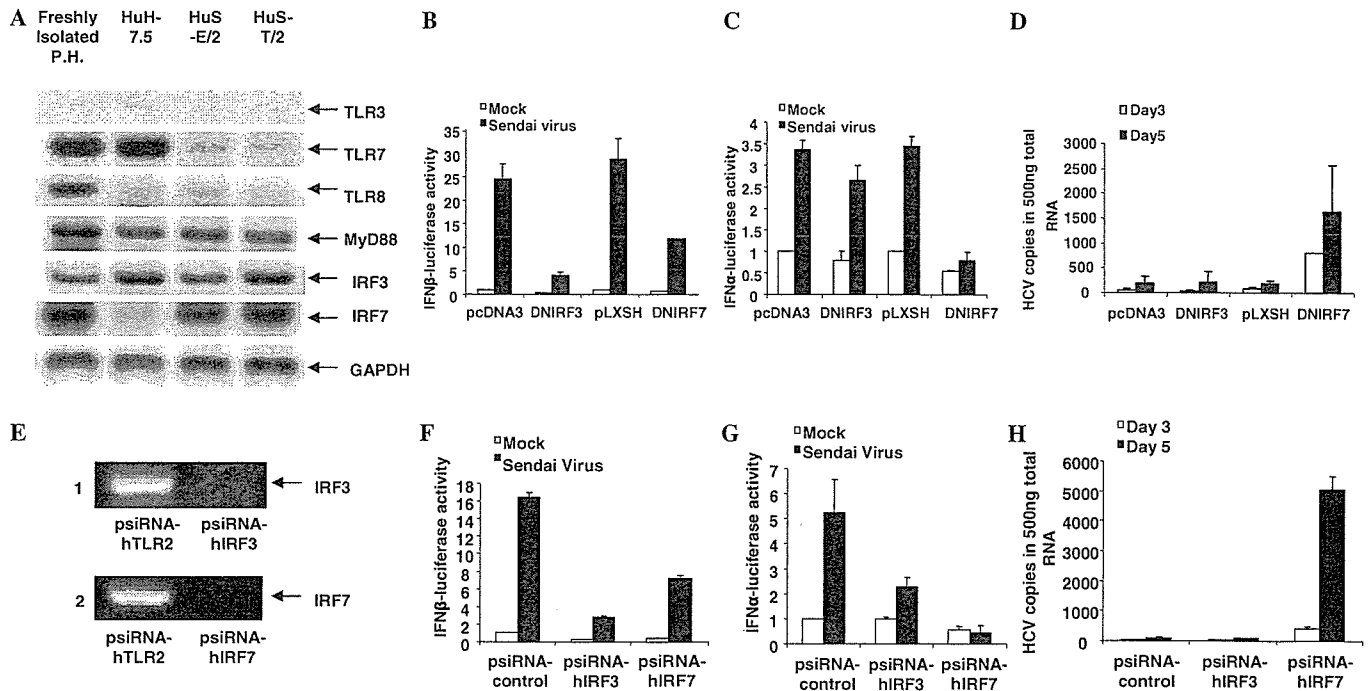 A
Freshly Isolated P.H.
HuH-7.5
HuS-E/2
HuS-T/2
TLR3
TLR7
TLR8
MyD88
IRF3
IRF7
GAPDH
B
Mock
Sendai virus
IFNβ-luciferase activity
35
30
25
20
15
10
5
0
pcDNA3 DNIRF3 pLXSH DNIRF7
C
Mock
Sendai virus
IFNα-luciferase activity
4
3.5
3
2.5
2
1.5
1
0.5
0
pcDNA3 DNIRF3 pLXSH DNIRF7
D
Day3
Day5
HCV copies in 500ng total RNA
3000
2500
2000
1500
1000
500
0
pcDNA3 DNIRF3 pLXSH DNIRF7
E
1
IRF3
psiRNA-hTLR2
psiRNA-hIRF3
2
IRF7
psiRNA-hTLR2
psiRNA-hIRF7
F
Mock
Sendai Virus
IFNβ-luciferase activity
18
16
14
12
10
8
6
4
2
0
psiRNA-control
psiRNA-hIRF3
psiRNA-hIRF7
G
Mock
Sendai Virus
IFNα-luciferase activity
7
6
5
4
3
2
1
0
psiRNA-control
psiRNA-hIRF3
psiRNA-hIRF7
H
Day 3
Day 5
HCV copies in 500ng total RNA
6000
5000
4000
3000
2000
1000
0
psiRNA-control
psiRNA-hIRF3
psiRNA-hIRF7